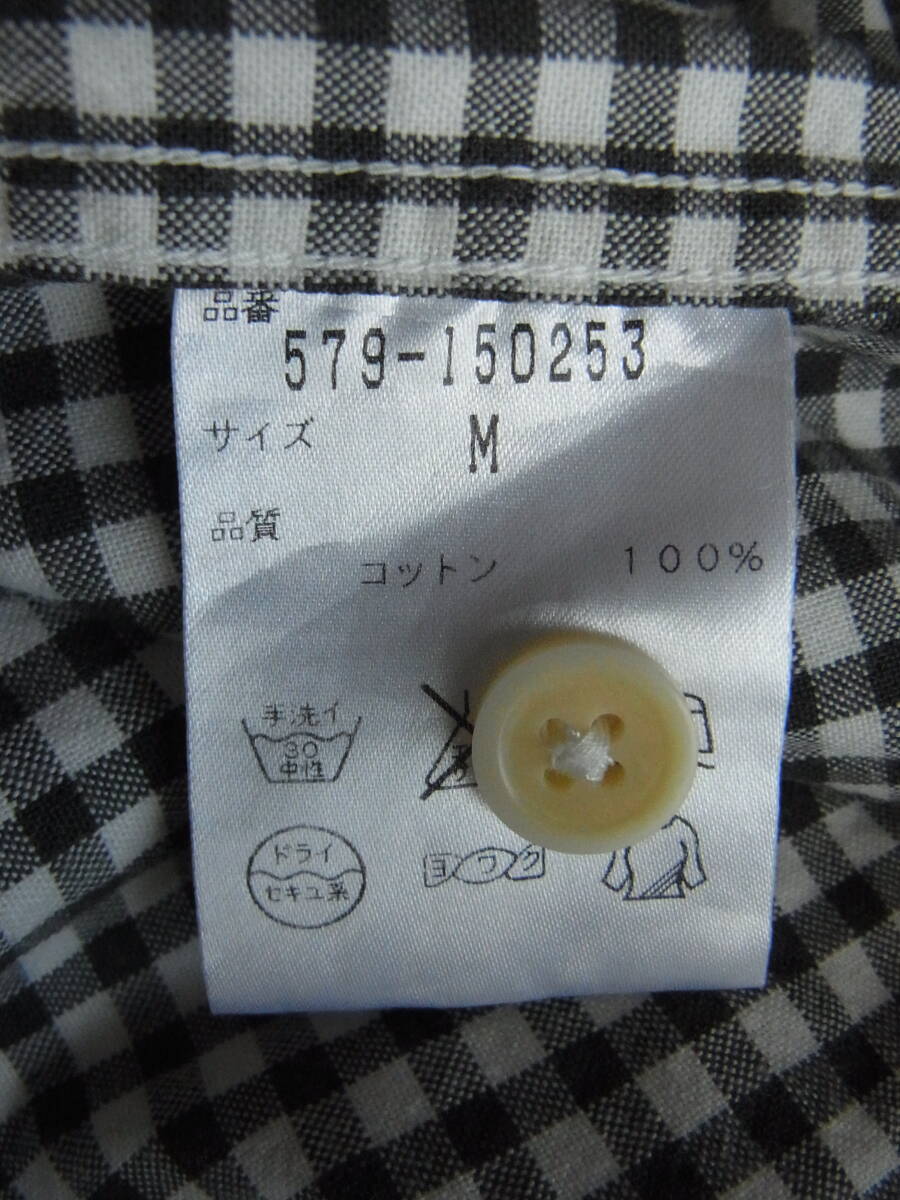 品番
579-150253
サイズ M
品質
コットン 100%
手洗イ
30
中性
ドライ
セキユ系
ヨワク